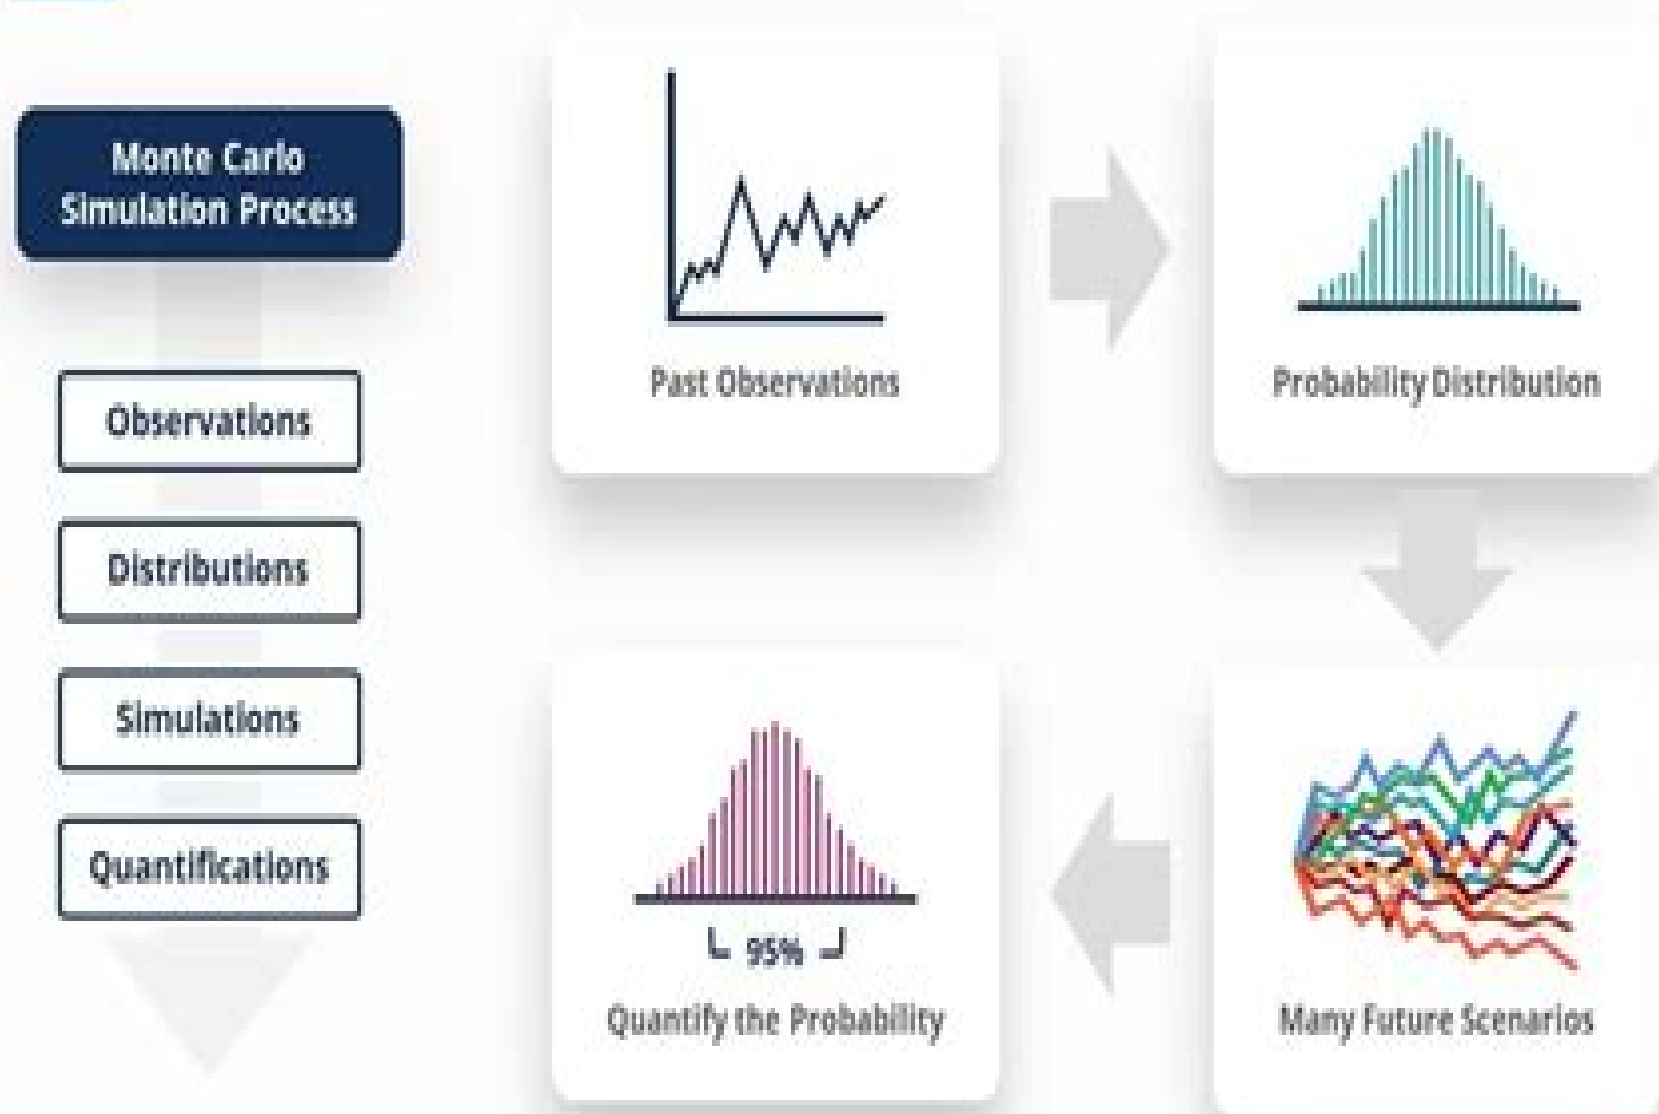 Monte Carlo
Simulation Process
Observations
Distributions
Simulations
Quantifications
Past Observations
Probability Distribution
95%
Quantify the Probability
Many Future Scenarios